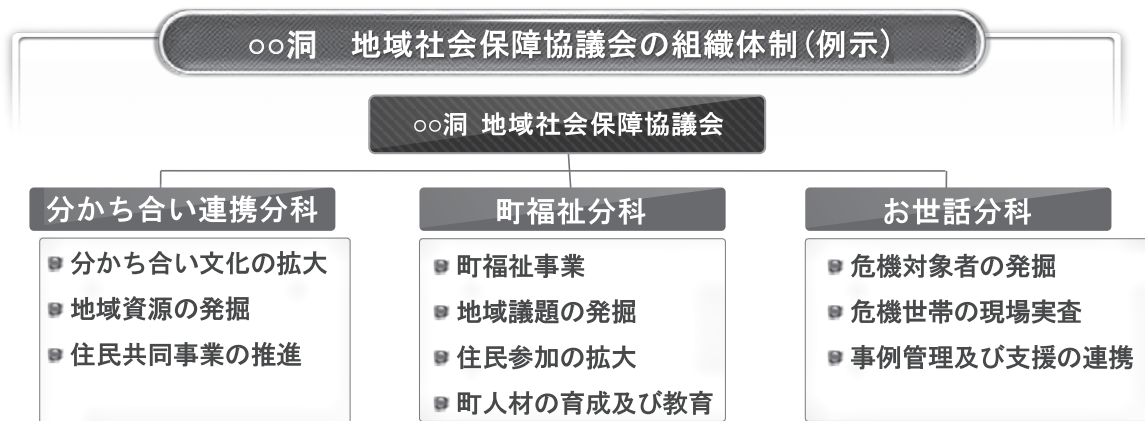 ○○洞 地域社会保障協議会の組織体制(例示)
○○洞 地域社会保障協議会
分かち合い連携分科
分かち合い文化の拡大
地域資源の発掘
住民共同事業の推進
町福祉分科
町福祉事業
地域議題の発掘
住民参加の拡大
町人材の育成及び教育
お世話分科
危機対象者の発掘
危機世帯の現場実査
事例管理及び支援の連携